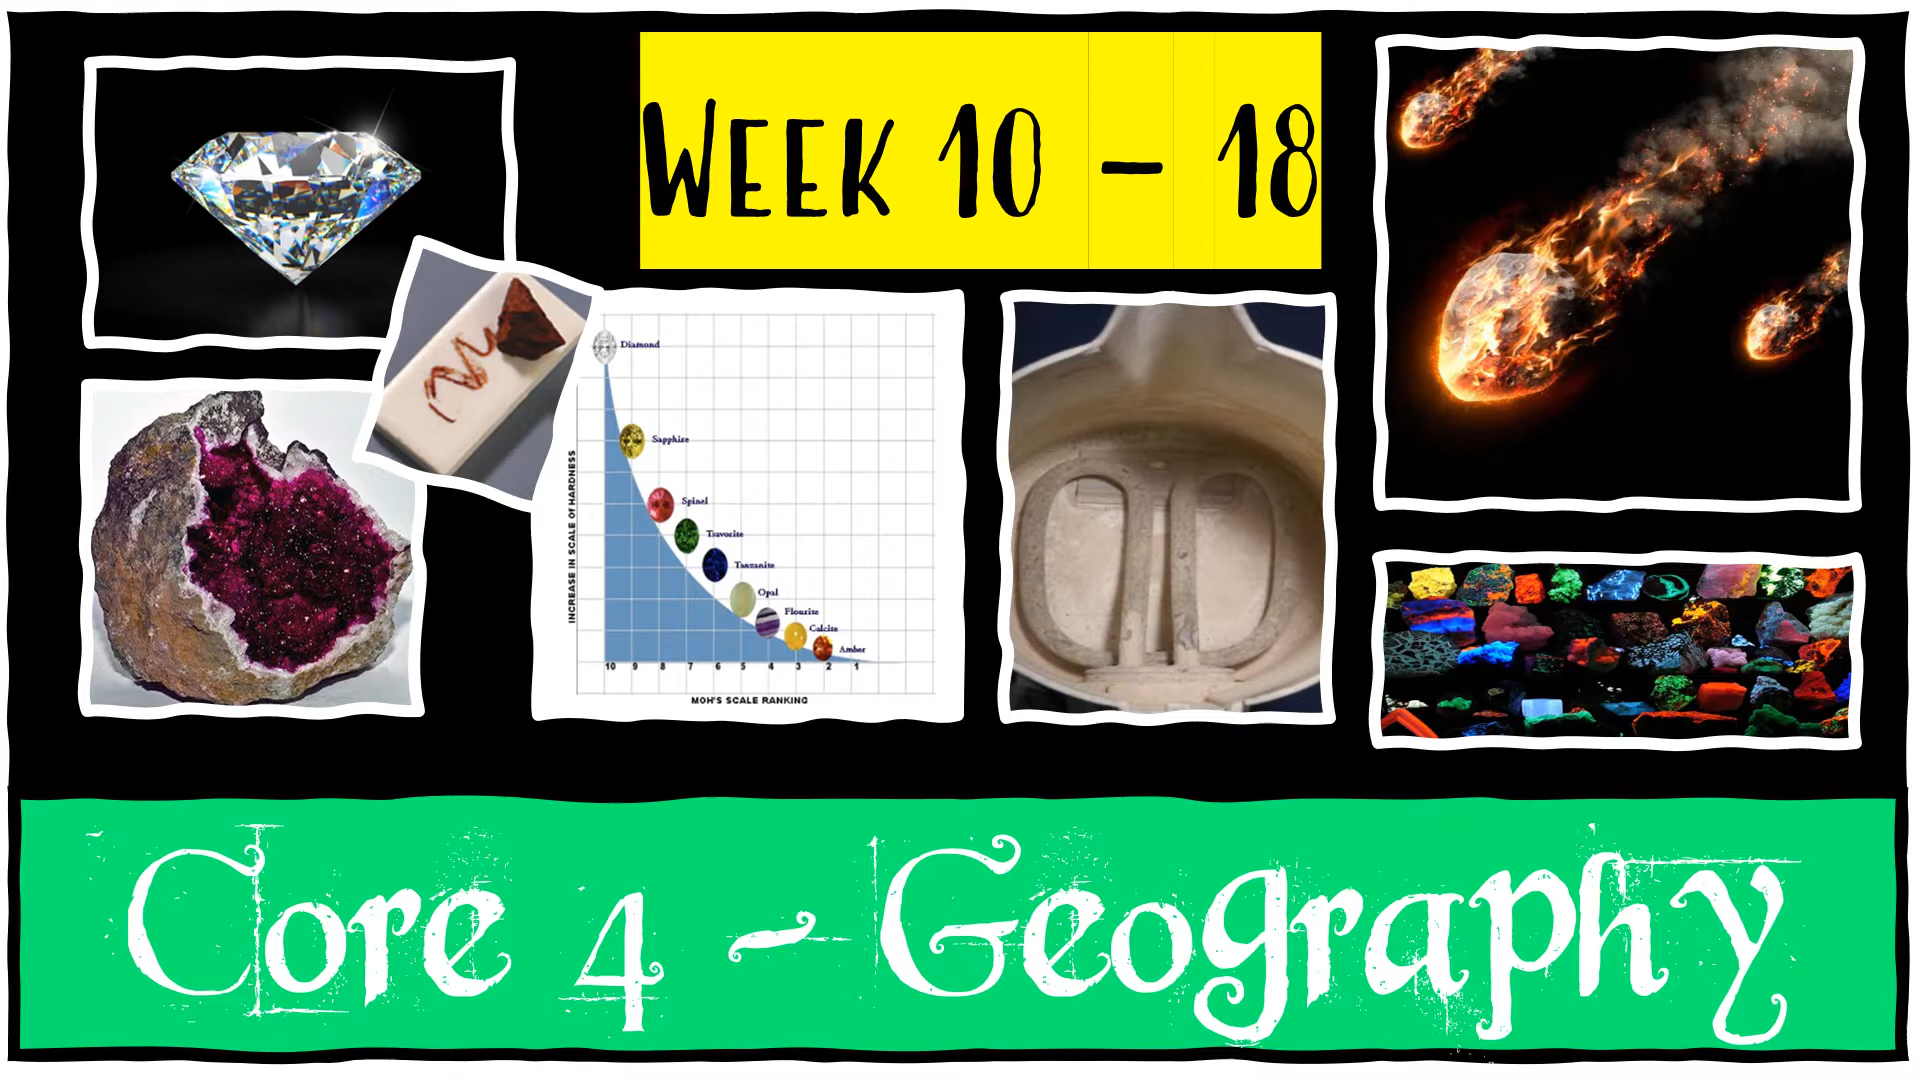 WEEK 10 – 18
Diamond
Sapphire
Spinel
Tsavorite
Tanzanite
Opal
Flourite
Calcite
Amber
INCREASE IN SCALE Of HARDNESS
10 9 8 7 6 5 4 3 2 1
MOH'S SCALE RANKING
Core 4 – Geography